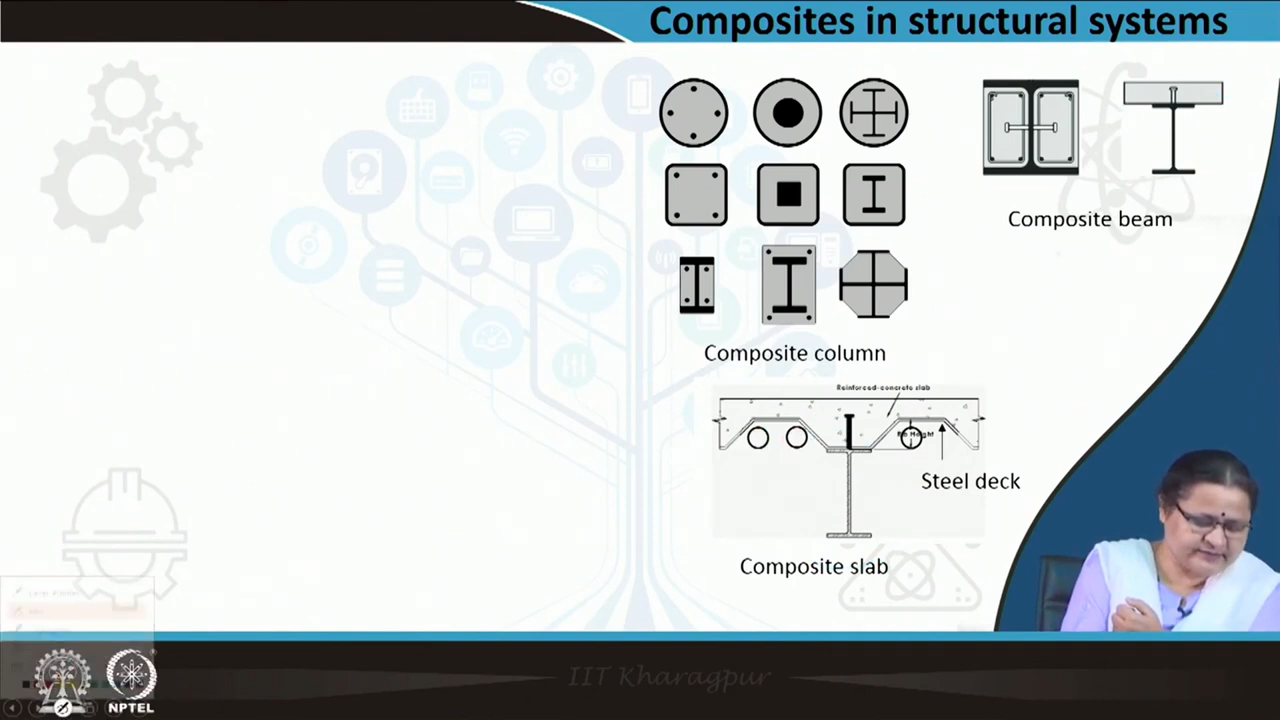 Composites in structural systems
Composite beam
Composite column
Reinforced-concrete slab
Steel deck
Composite slab
IIT Kharagpur
NPTEL